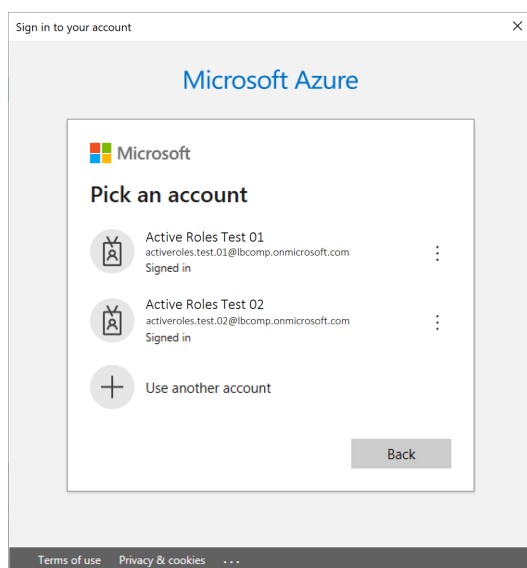 Sign in to your account
Microsoft Azure
Microsoft
Pick an account
Active Roles Test 01
activeroles.test.01@lbcomp.onmicrosoft.com
Signed in
Active Roles Test 02
activeroles.test.02@lbcomp.onmicrosoft.com
Signed in
Use another account
Back
Terms of use Privacy & cookies ...